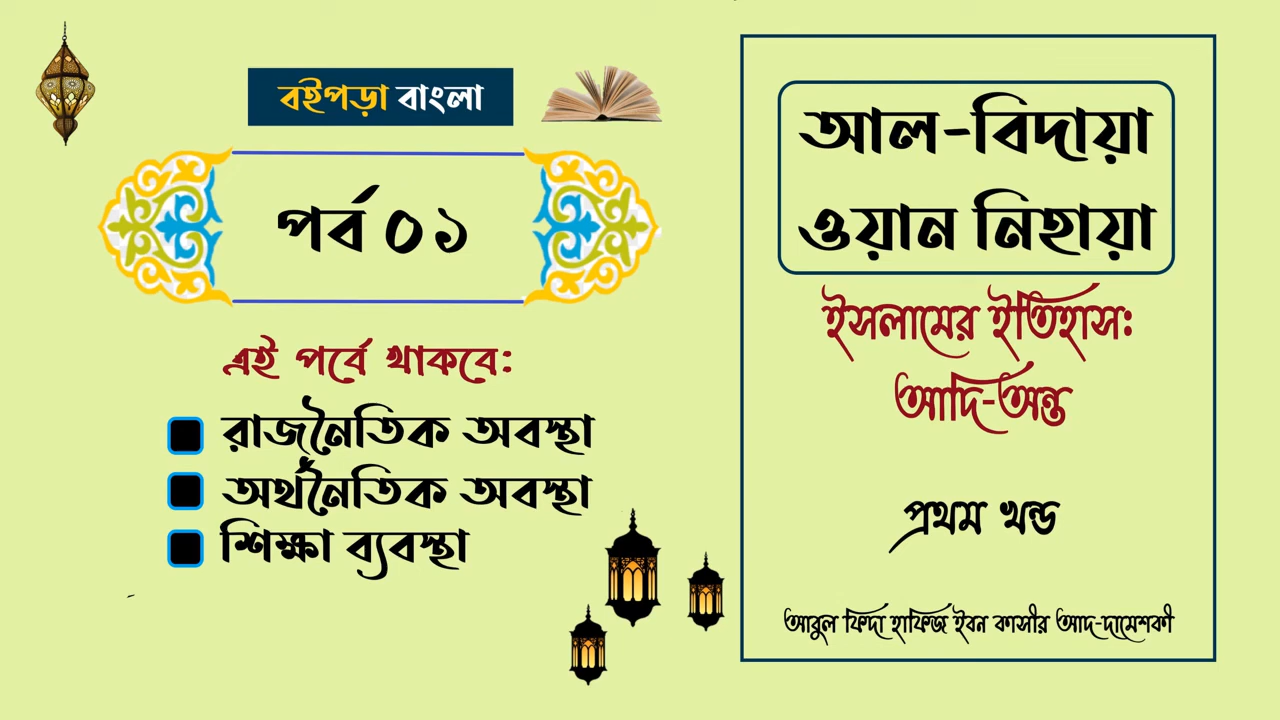 বইপড়া বাংলা
পর্ব ০১
এই পর্বে থাকবে:
রাজনৈতিক অবস্থা
অর্থনৈতিক অবস্থা
শিক্ষা ব্যবস্থা
আল-বিদায়া
ওয়ান নিহায়া
ইসলামের ইতিহাস:
আদি-অন্ত
প্রথম খন্ড
আবুল ফিদা হাফিজ ইবন কাসীর আদ-দামেশকী